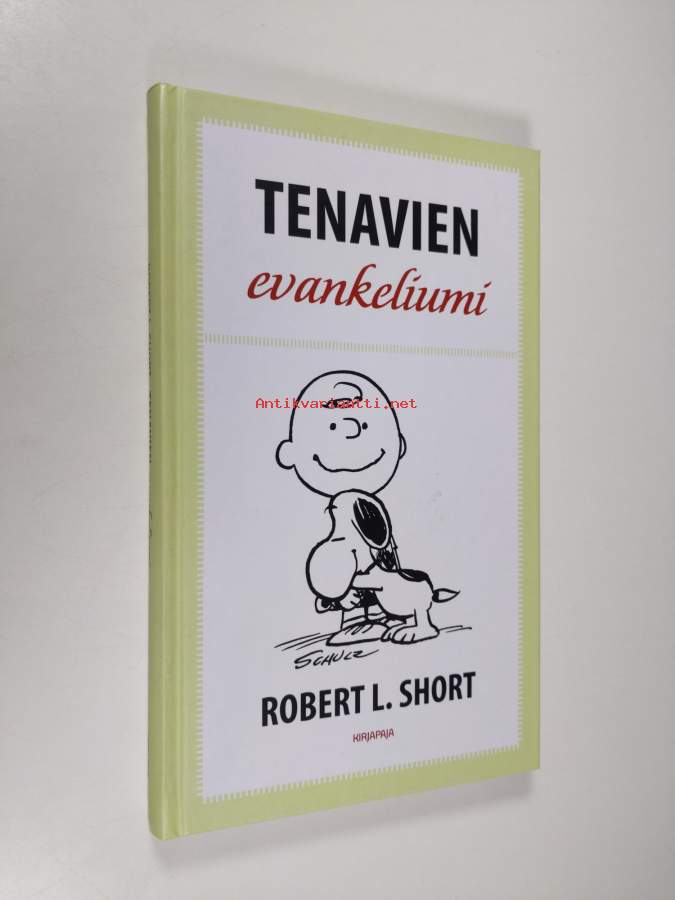 TENAVIEN
evankeliumi
Antikvariaatti.net
SCHULZ
ROBERT L. SHORT
KIRJAPAJA